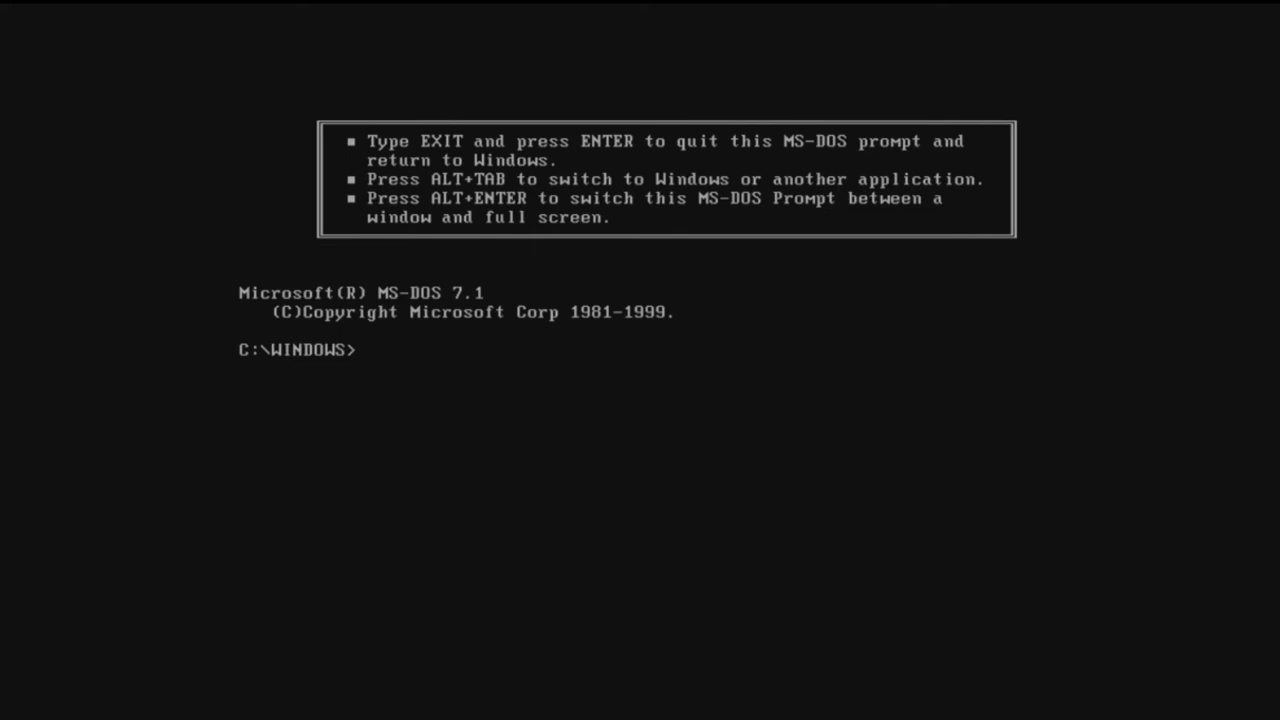 ■ Type EXIT and press ENTER to quit this MS-DOS prompt and
return to Windows.
■ Press ALT+TAB to switch to Windows or another application.
■ Press ALT+ENTER to switch this MS-DOS Prompt between a
window and full screen.
Microsoft(R) MS-DOS 7.1
(C)Copyright Microsoft Corp 1981-1999.
C:\WINDOWS>